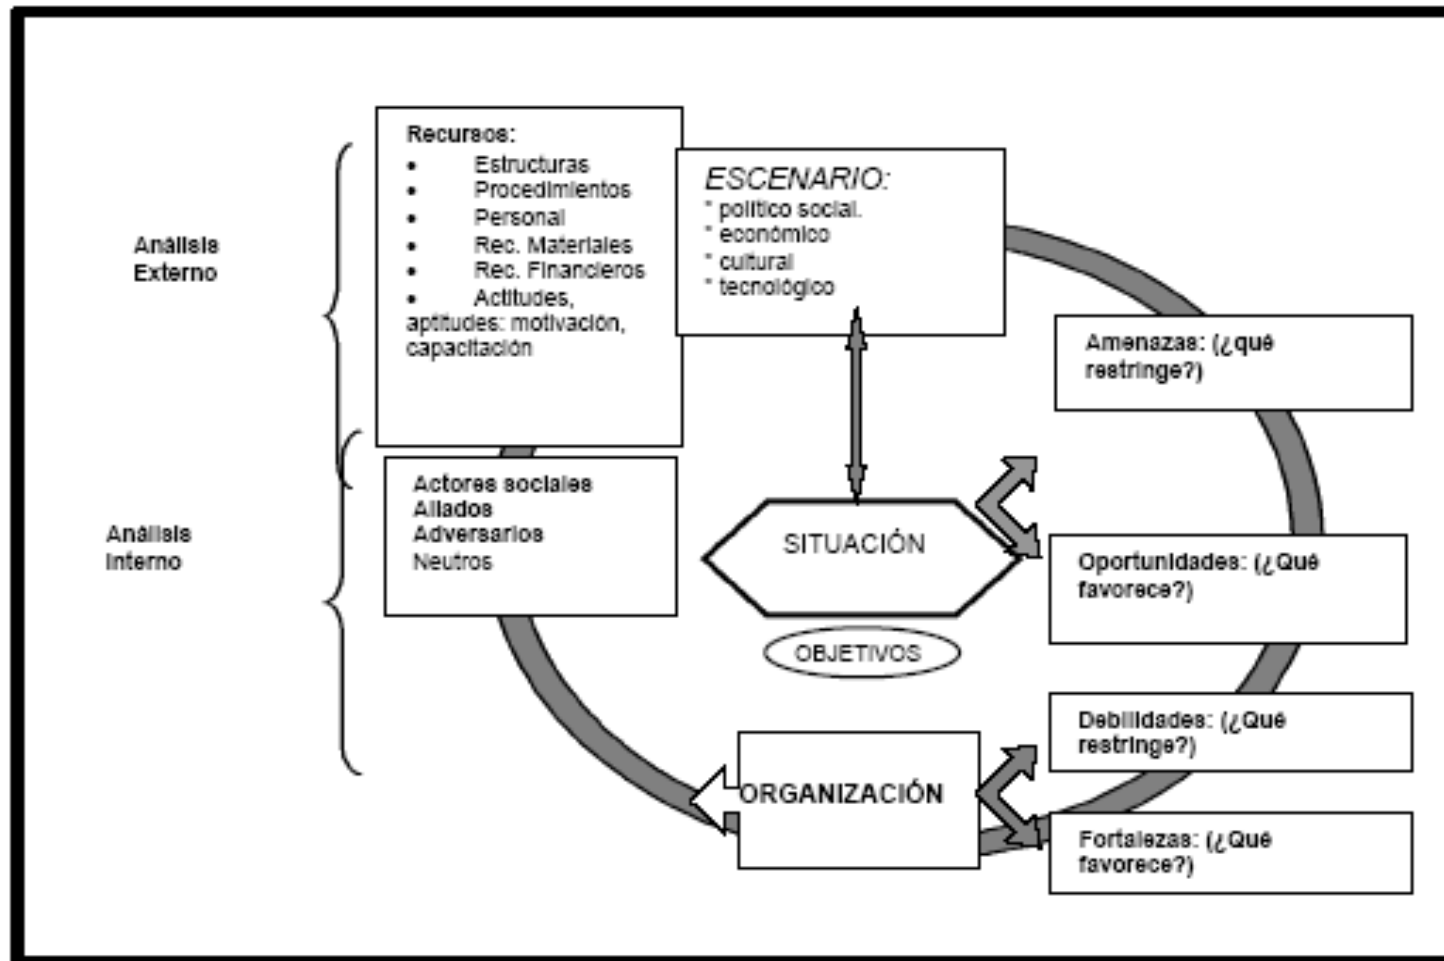 Análisis
Externo
Recursos:
• Estructuras
• Procedimientos
• Personal
• Rec. Materiales
• Rec. Financieros
• Actitudes,
aptitudes: motivación,
capacitación
ESCENARIO:
* político social.
* económico
* cultural
* tecnológico
Amenazas: (¿qué
restringe?)
Análisis
Interno
Actores sociales
Aliados
Adversarios
Neutros
SITUACIÓN
OBJETIVOS
Oportunidades: (¿Qué
favorece?)
Debilidades: (¿Qué
restringe?)
ORGANIZACIÓN
Fortalezas: (¿Qué
favorece?)